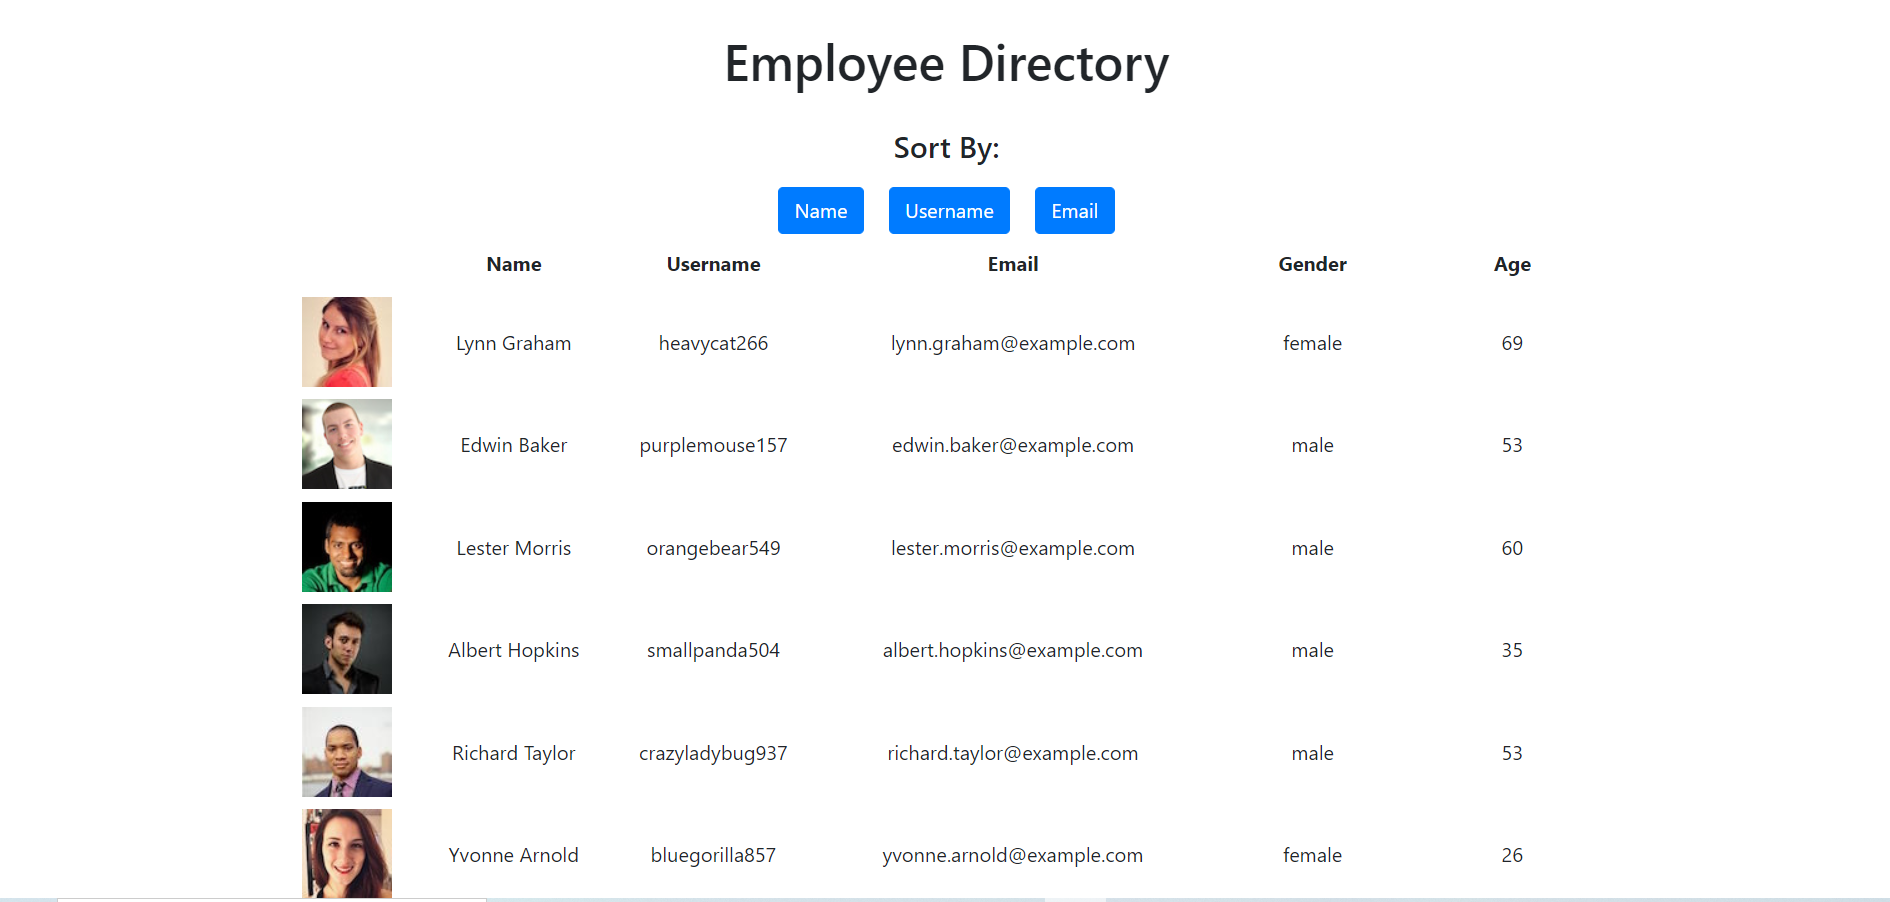 Employee Directory
Sort By:
Name Username Email
Name Username Email Gender Age
Lynn Graham heavycat266 lynn.graham@example.com female 69
Edwin Baker purplemouse157 edwin.baker@example.com male 53
Lester Morris orangebear549 lester.morris@example.com male 60
Albert Hopkins smallpanda504 albert.hopkins@example.com male 35
Richard Taylor crazyladybug937 richard.taylor@example.com male 53
Yvonne Arnold bluegorilla857 yvonne.arnold@example.com female 26